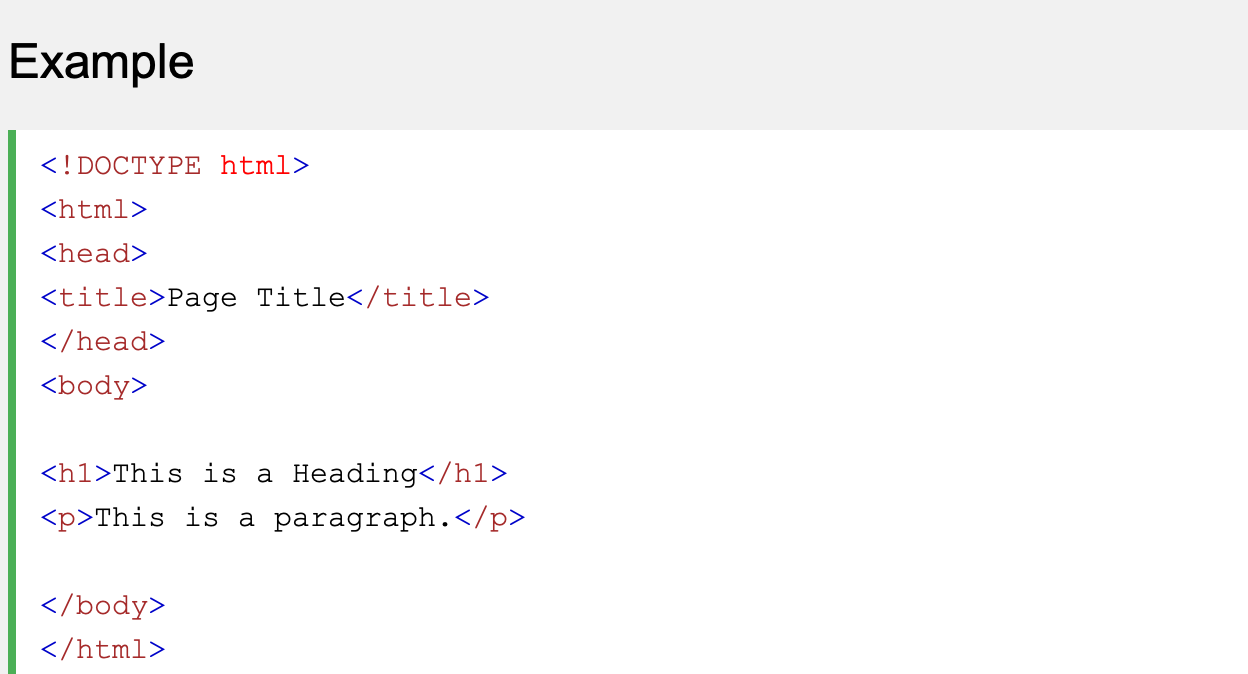 Example
<!DOCTYPE html>
<html>
<head>
<title>Page Title</title>
</head>
<body>
<h1>This is a Heading</h1>
<p>This is a paragraph.</p>
</body>
</html>